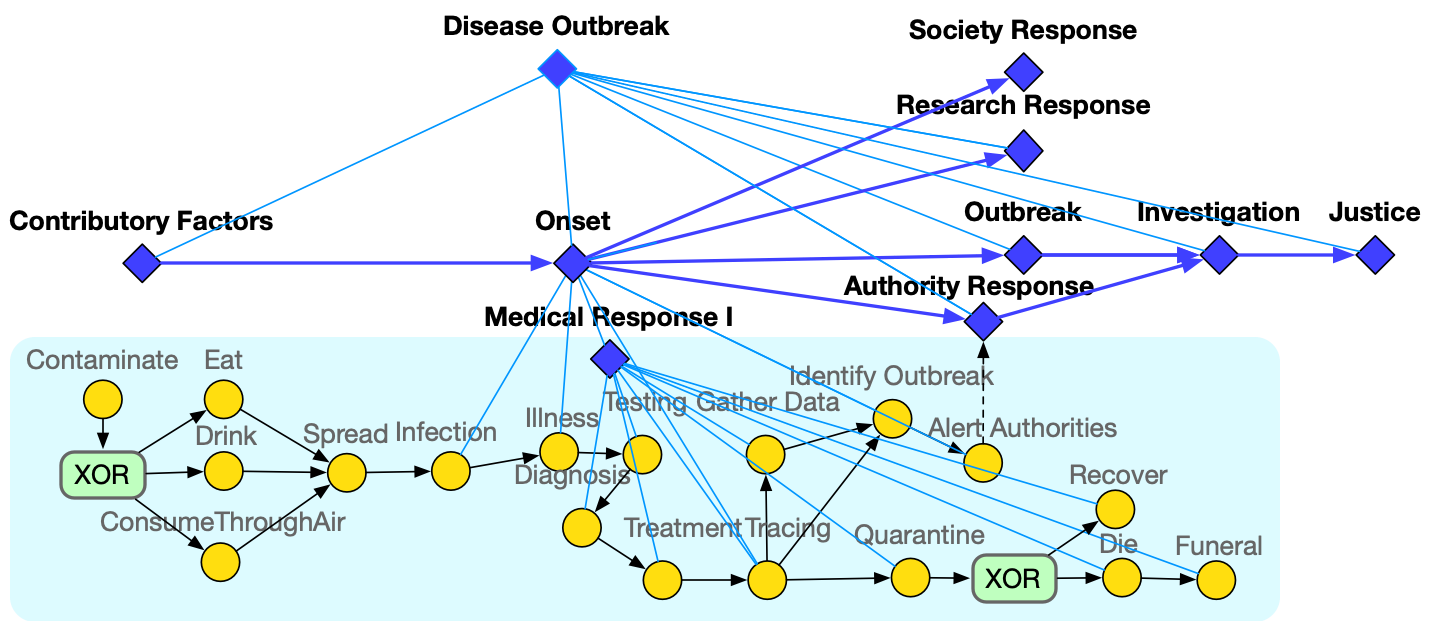 Disease Outbreak
Society Response
Research Response
Contributory Factors
Onset
Outbreak
Investigation
Justice
Authority Response
Medical Response I
Contaminate
Eat
Identify Outbreak
Testing
Gather Data
Illness
Drink
Spread
Infection
Alert Authorities
XOR
Diagnosis
Recover
ConsumeThroughAir
Treatment
Tracing
Quarantine
Die
Funeral
XOR